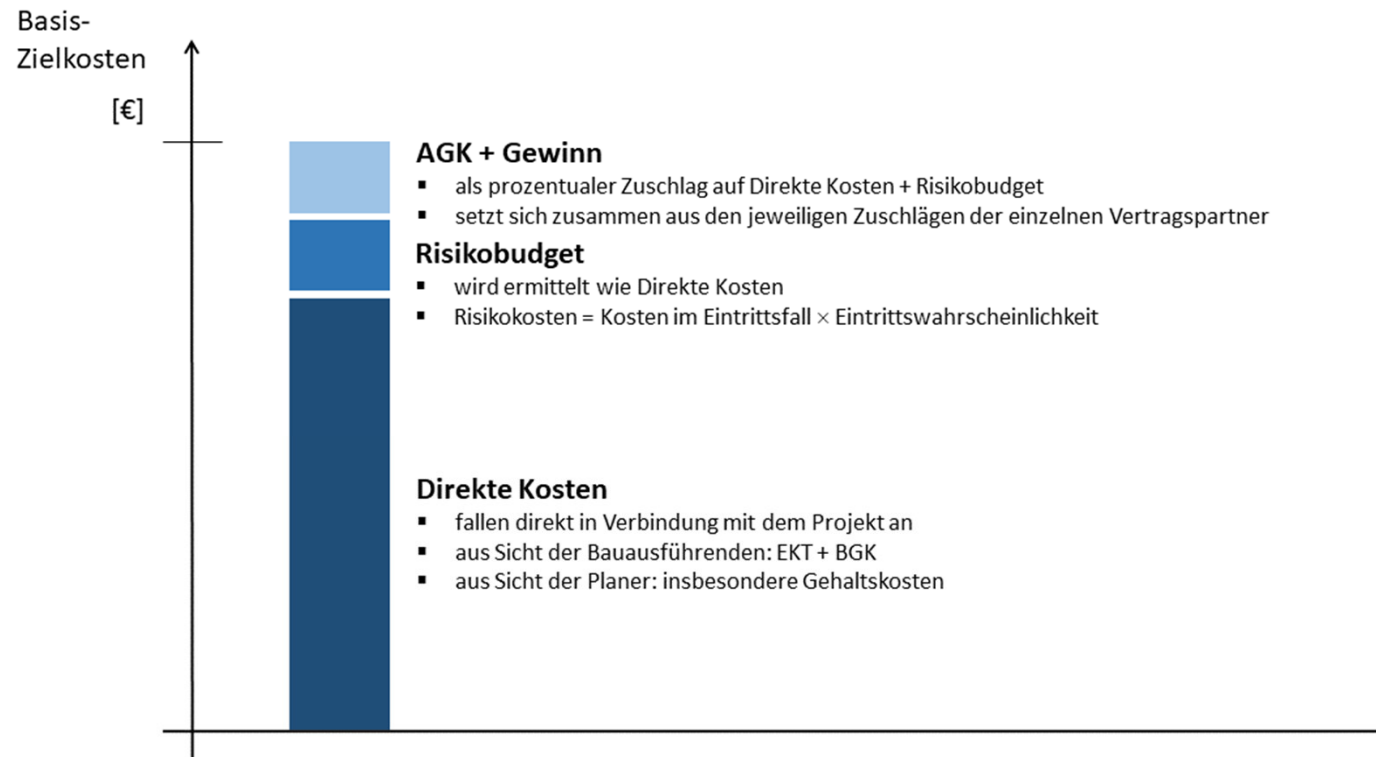 Basis-
Zielkosten
[€]
AGK + Gewinn
▪ als prozentualer Zuschlag auf Direkte Kosten + Risikobudget
▪ setzt sich zusammen aus den jeweiligen Zuschlägen der einzelnen Vertragspartner
Risikobudget
▪ wird ermittelt wie Direkte Kosten
▪ Risikokosten = Kosten im Eintrittsfall × Eintrittswahrscheinlichkeit
Direkte Kosten
▪ fallen direkt in Verbindung mit dem Projekt an
▪ aus Sicht der Bauausführenden: EKT + BGK
▪ aus Sicht der Planer: insbesondere Gehaltskosten